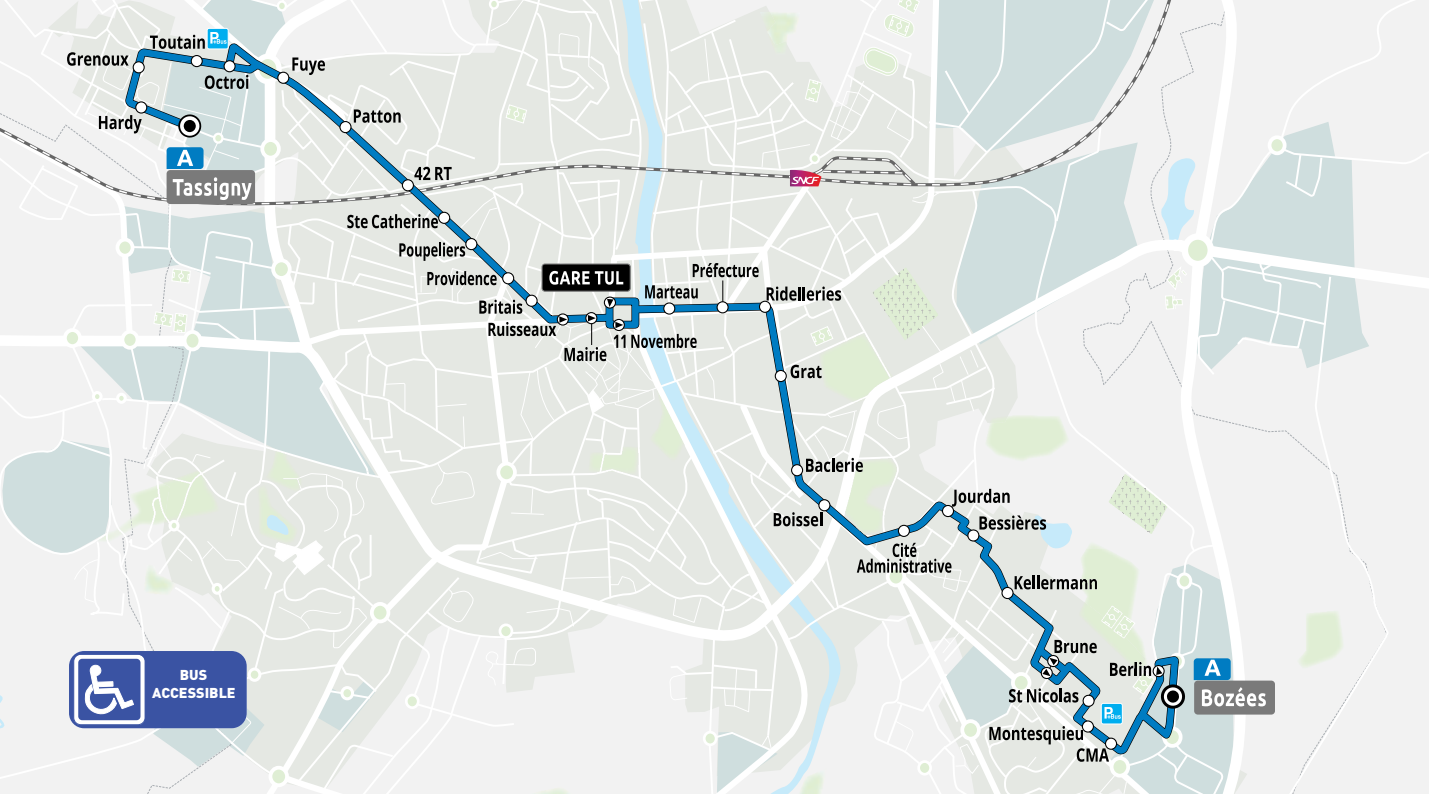 Toutain
P+Bus
Grenoux
Octroi
Fuye
Hardy
Patton
A
Tassigny
42 RT
SNCF
Ste Catherine
Poupeliers
Providence
GARE TUL
Britais
Ruisseaux
Mairie
11 Novembre
Marteau
Préfecture
Ridelleries
Grat
Baclerie
Boissel
Cité
Administrative
Jourdan
Bessières
Kellermann
Brune
Berlin
A
Bozées
St Nicolas
P+Bus
Montesquieu
CMA
BUS
ACCESSIBLE